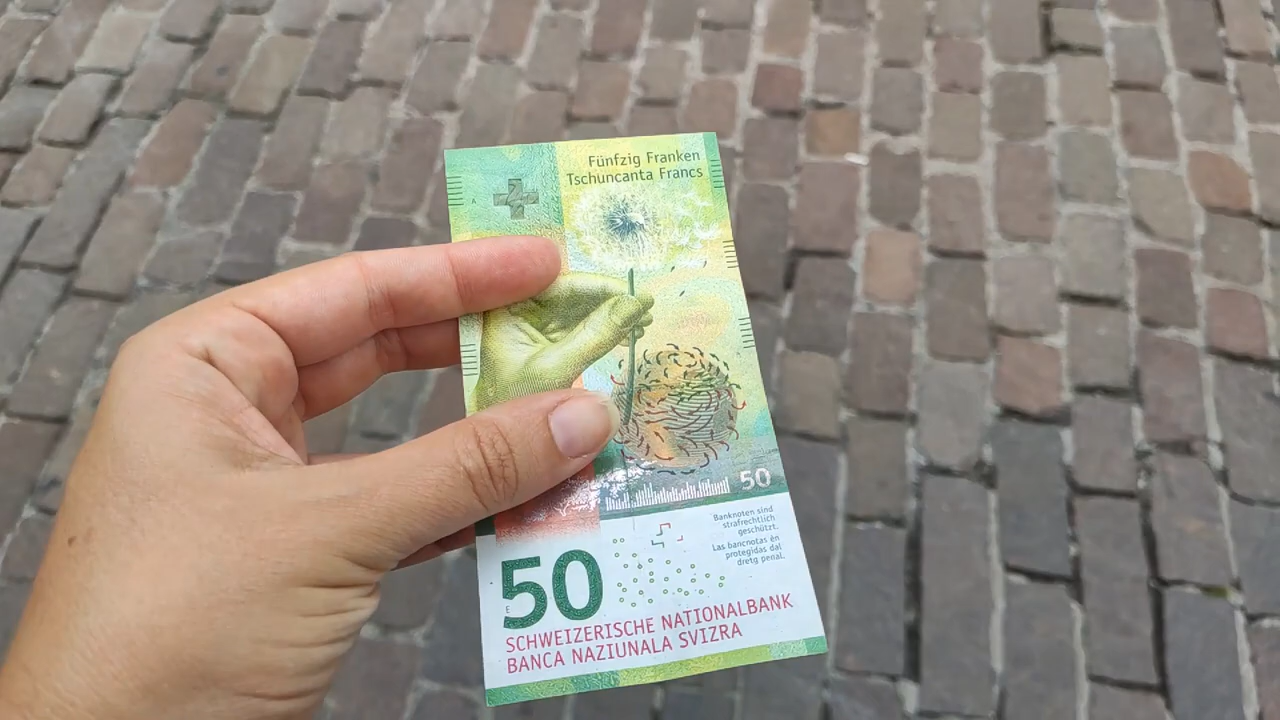 Fünfzig Franken
Tschuncanta Francs
50
Banknoten sind
strafrechtlich
geschützt.
Las bancnotas èn
protegidas dal
dretg penal.
50
SCHWEIZERISCHE NATIONALBANK
BANCA NAZIUNALA SVIZRA